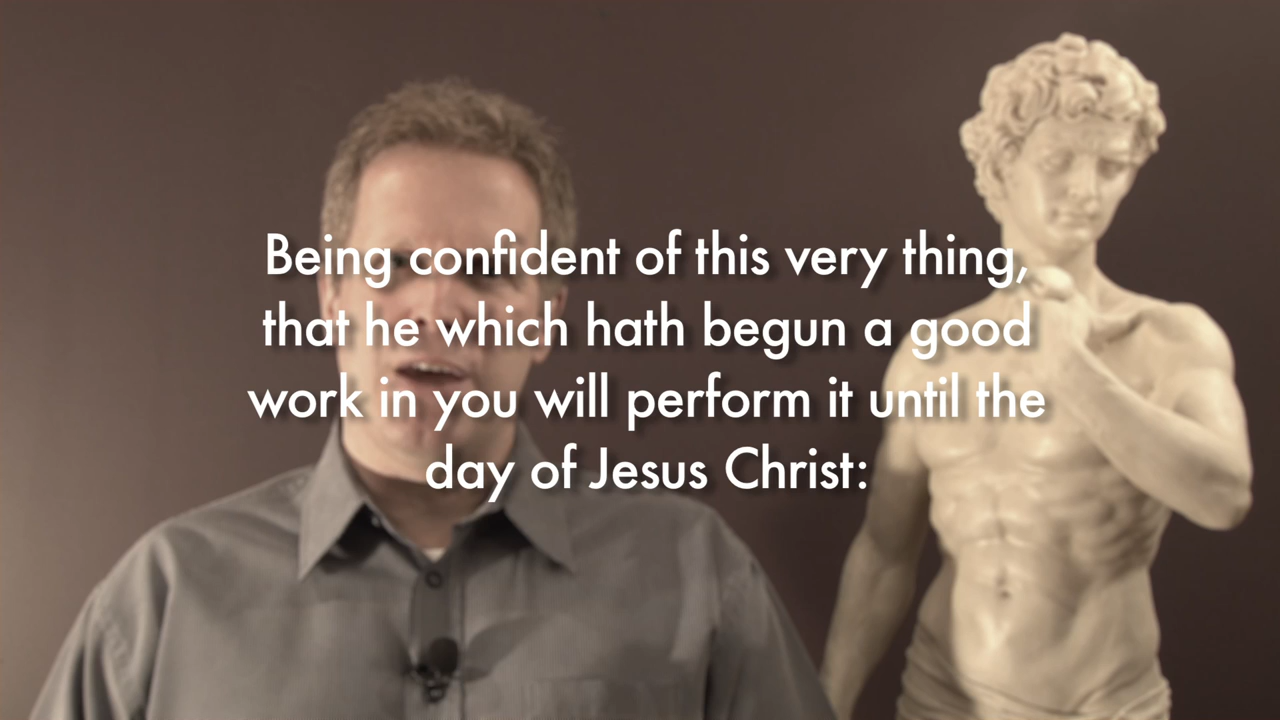 Being confident of this very thing,
that he which hath begun a good
work in you will perform it until the
day of Jesus Christ: